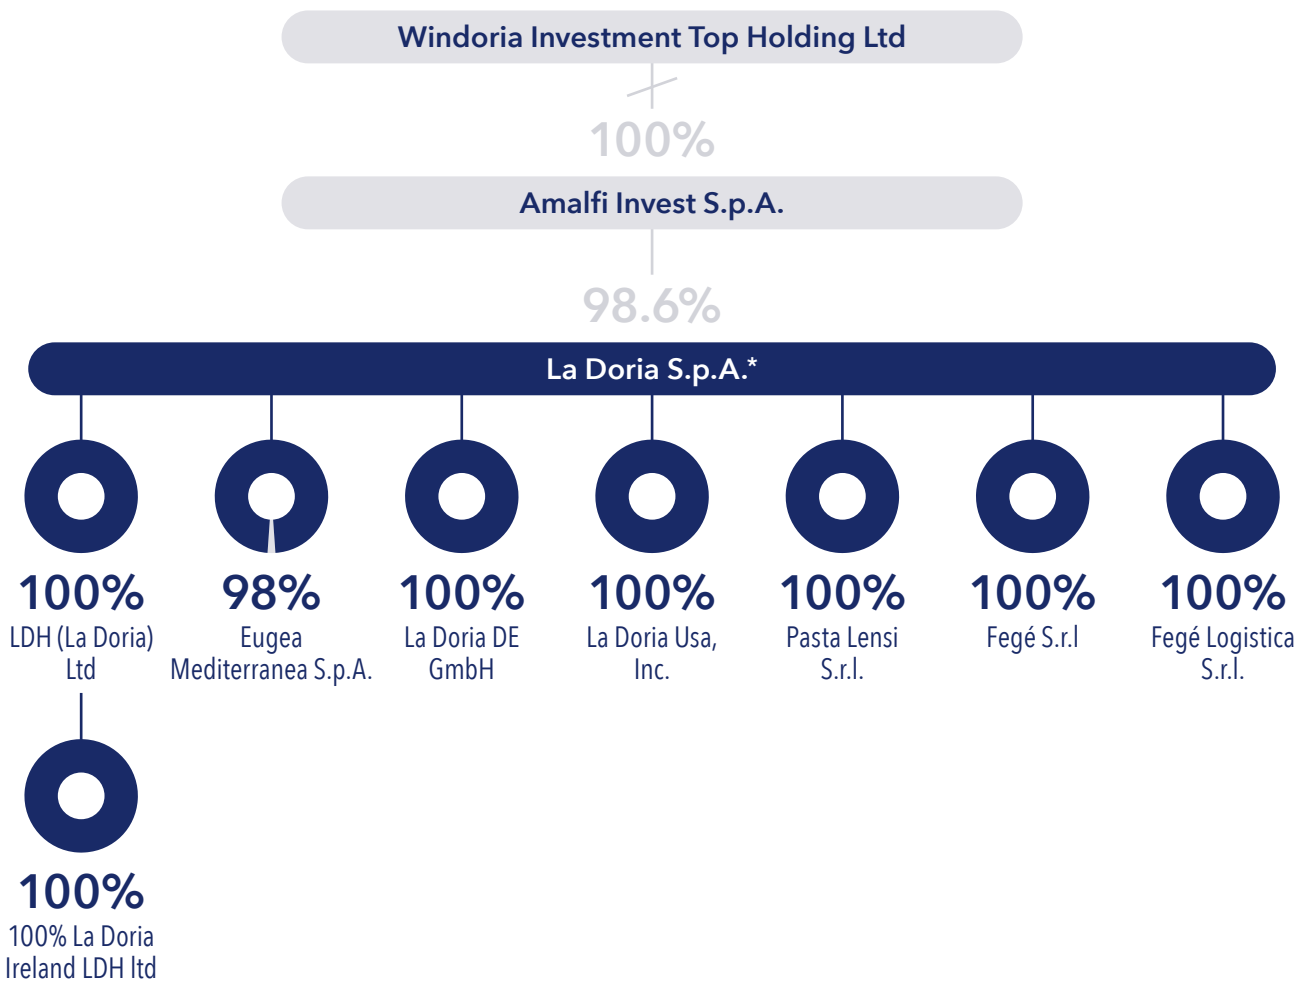 Windoria Investment Top Holding Ltd
100%
Amalfi Invest S.p.A.
98.6%
La Doria S.p.A.*
100%
LDH (La Doria)
Ltd
98%
Eugea
Mediterranea S.p.A.
100%
La Doria DE
GmbH
100%
La Doria Usa,
Inc.
100%
Pasta Lensi
S.r.l.
100%
Fegé S.r.l
100%
Fegé Logistica
S.r.l.
100%
100% La Doria
Ireland LDH ltd